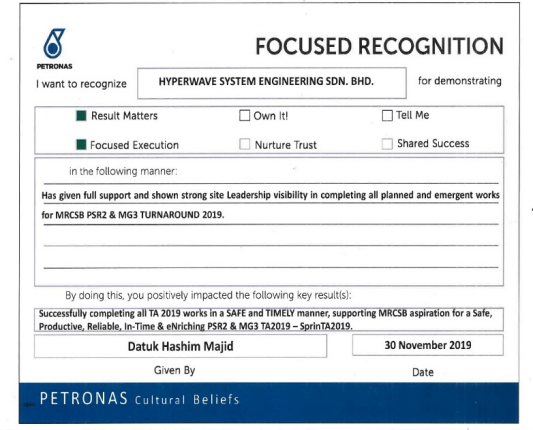 FOCUSED RECOGNITION
PETRONAS
I want to recognize HYPERWAVE SYSTEM ENGINEERING SDN. BHD. for demonstrating
Result Matters Own It! Tell Me
Focused Execution Nurture Trust Shared Success
in the following manner:
Has given full support and shown strong site Leadership visibility in completing all planned and emergent works
for MRCSB PSR2 & MG3 TURNAROUND 2019.
By doing this, you positively impacted the following key result(s):
Successfully completing all TA 2019 works in a SAFE and TIMELY manner, supporting MRCSB aspiration for a Safe,
Productive, Reliable, In-Time & eNriching PSR2 & MG3 TA2019 – SprinTA2019.
Datuk Hashim Majid 30 November 2019
Given By Date
PETRONAS Cultural Beliefs